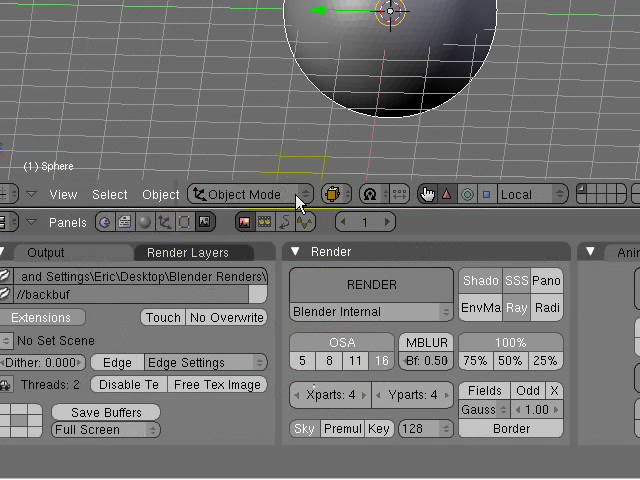 (1) Sphere
View Select Object Object Mode Local
Panels 1
Output Render Layers Render
and Settings\Eric\Desktop\Blender Renders\
//backbuf
Extensions Touch No Overwrite
No Set Scene
Dither: 0.000 Edge Edge Settings
Threads: 2 Disable Te Free Tex Image
Save Buffers
Full Screen
RENDER
Blender Internal
Shado SSS Pano
EnvMa Ray Radi
OSA MBLUR 100%
5 8 11 16 Bf: 0.50 75% 50% 25%
Xparts: 4 Yparts: 4
Fields Odd X
Gauss 1.00
Sky Premul Key 128 Border